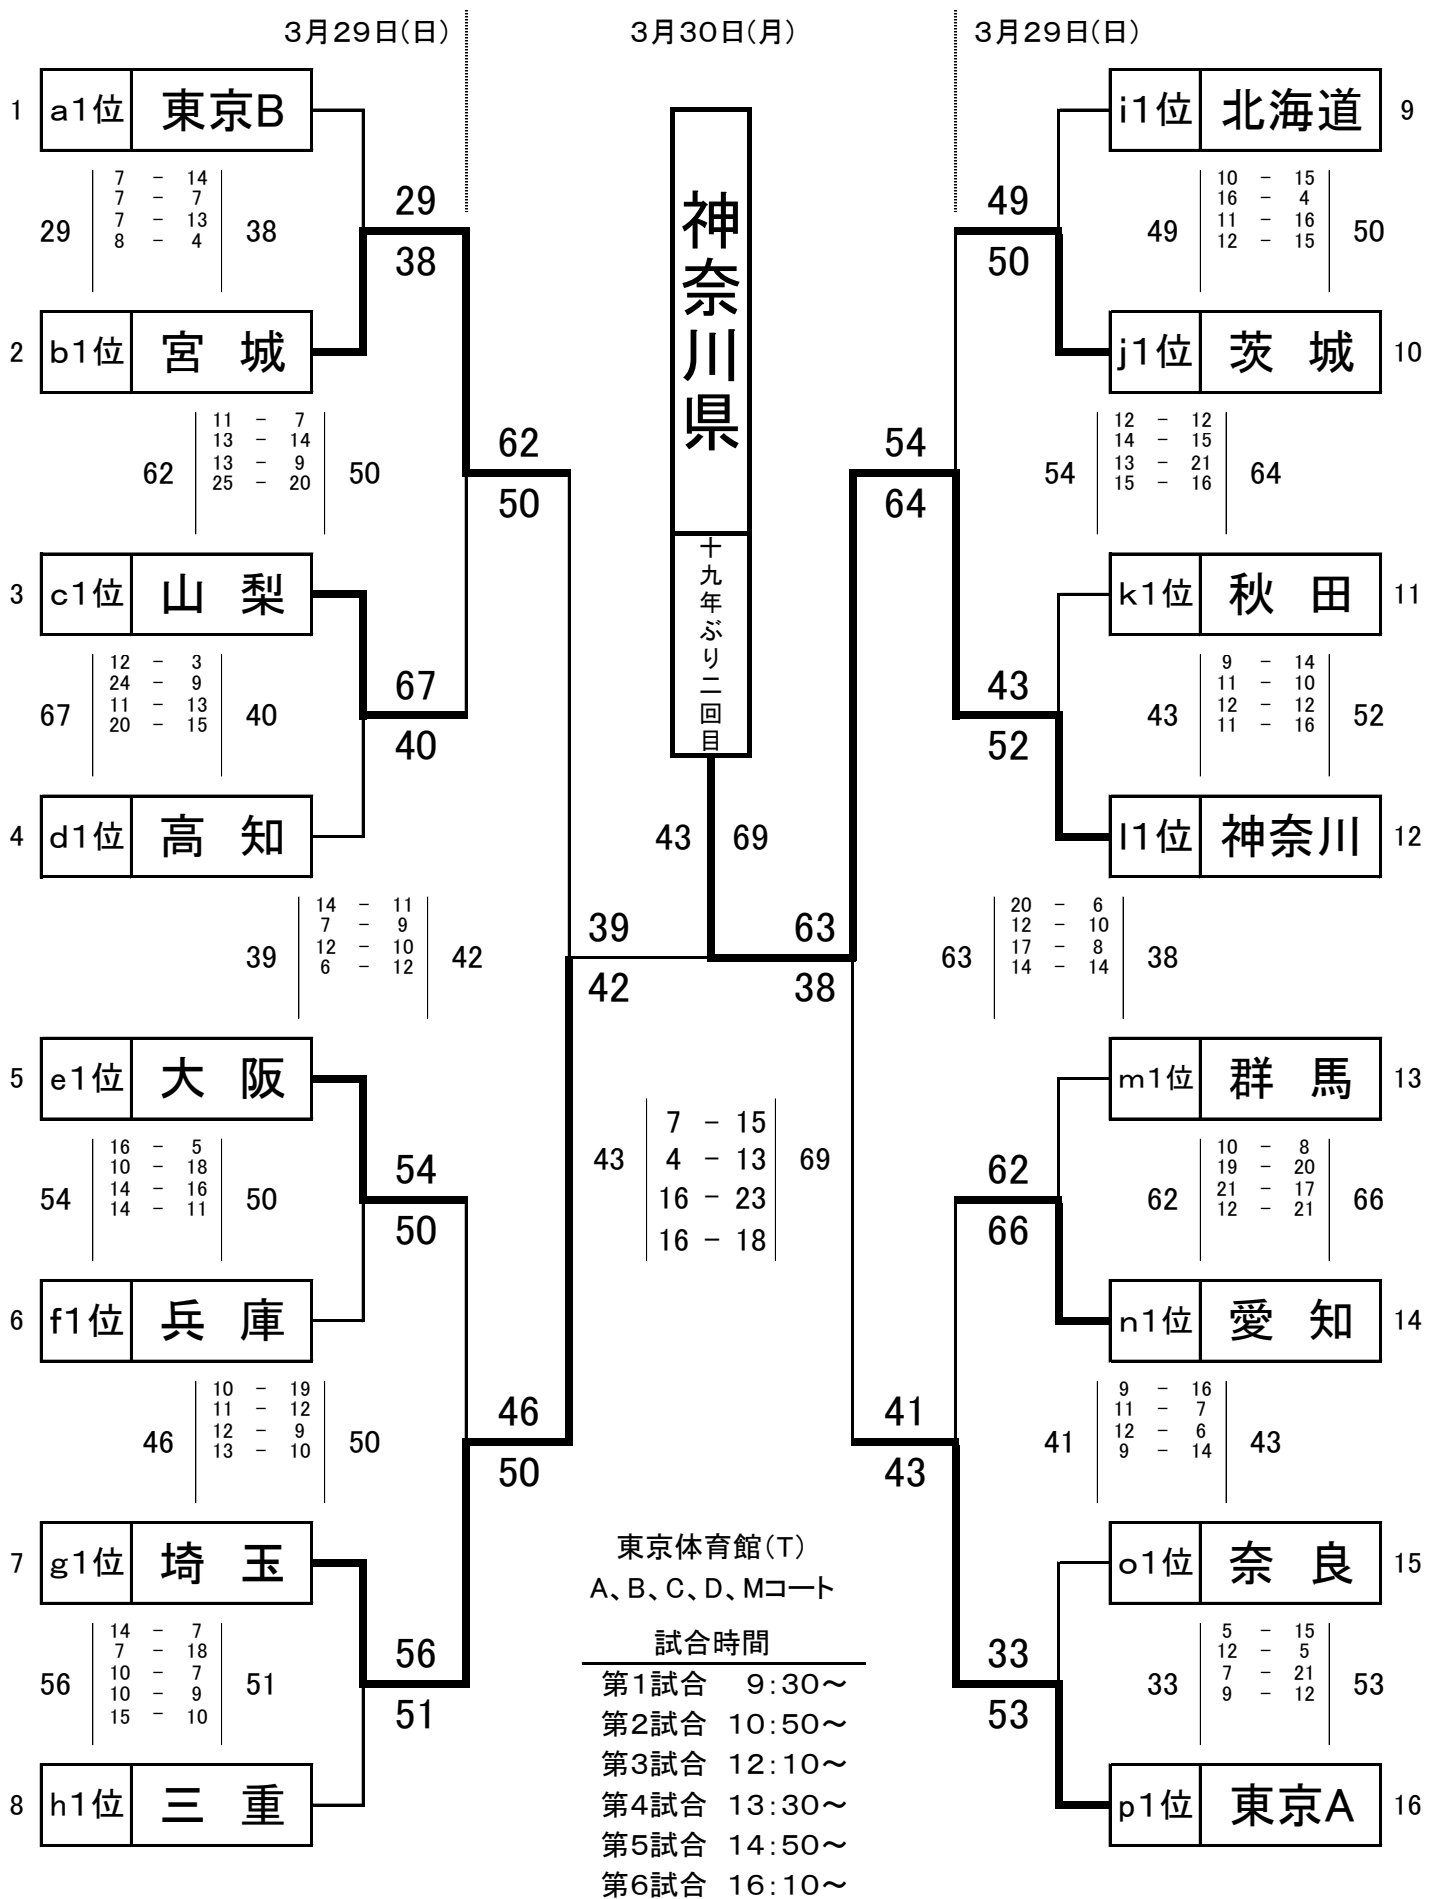 ３月２９日（日）
３月３０日（月）
３月２９日（日）
1 a１位 東京B
7 － 14
7 － 7
7 － 13
8 － 4
29 38
29
38
2 b１位 宮 城
11 － 7
13 － 14
13 － 9
25 － 20
62 50
62
50
3 c１位 山 梨
12 － 3
24 － 9
11 － 13
20 － 15
67 40
67
40
4 d１位 高 知
14 － 11
7 － 9
12 － 10
6 － 12
39 42
39
42
5 e１位 大 阪
16 － 5
10 － 18
14 － 16
14 － 11
54 50
54
50
6 f１位 兵 庫
10 － 19
11 － 12
12 － 9
13 － 10
46 50
46
50
7 g１位 埼 玉
14 － 7
7 － 18
10 － 7
10 － 9
15 － 10
56 51
56
51
8 h１位 三 重
神奈川県
十九年ぶり二回目
43 69
7 － 15
4 － 13
16 － 23
16 － 18
43 69
i１位 北海道 9
10 － 15
16 － 4
11 － 16
12 － 15
49 50
49
50
j１位 茨 城 10
12 － 12
14 － 15
13 － 21
15 － 16
54 64
54
64
k１位 秋 田 11
9 － 14
11 － 10
12 － 12
11 － 16
43 52
43
52
l１位 神奈川 12
20 － 6
12 － 10
17 － 8
14 － 14
63 38
63
38
m１位 群 馬 13
10 － 8
19 － 20
21 － 17
12 － 21
62 66
62
66
n１位 愛 知 14
9 － 16
11 － 7
12 － 6
9 － 14
41 43
41
43
o１位 奈 良 15
5 － 15
12 － 5
7 － 21
9 － 12
33 53
33
53
p１位 東京A 16
東京体育館（T）
A、B、C、D、Mコート
試合時間
第１試合 ９：３０～
第２試合 １０：５０～
第３試合 １２：１０～
第４試合 １３：３０～
第５試合 １４：５０～
第６試合 １６：１０～